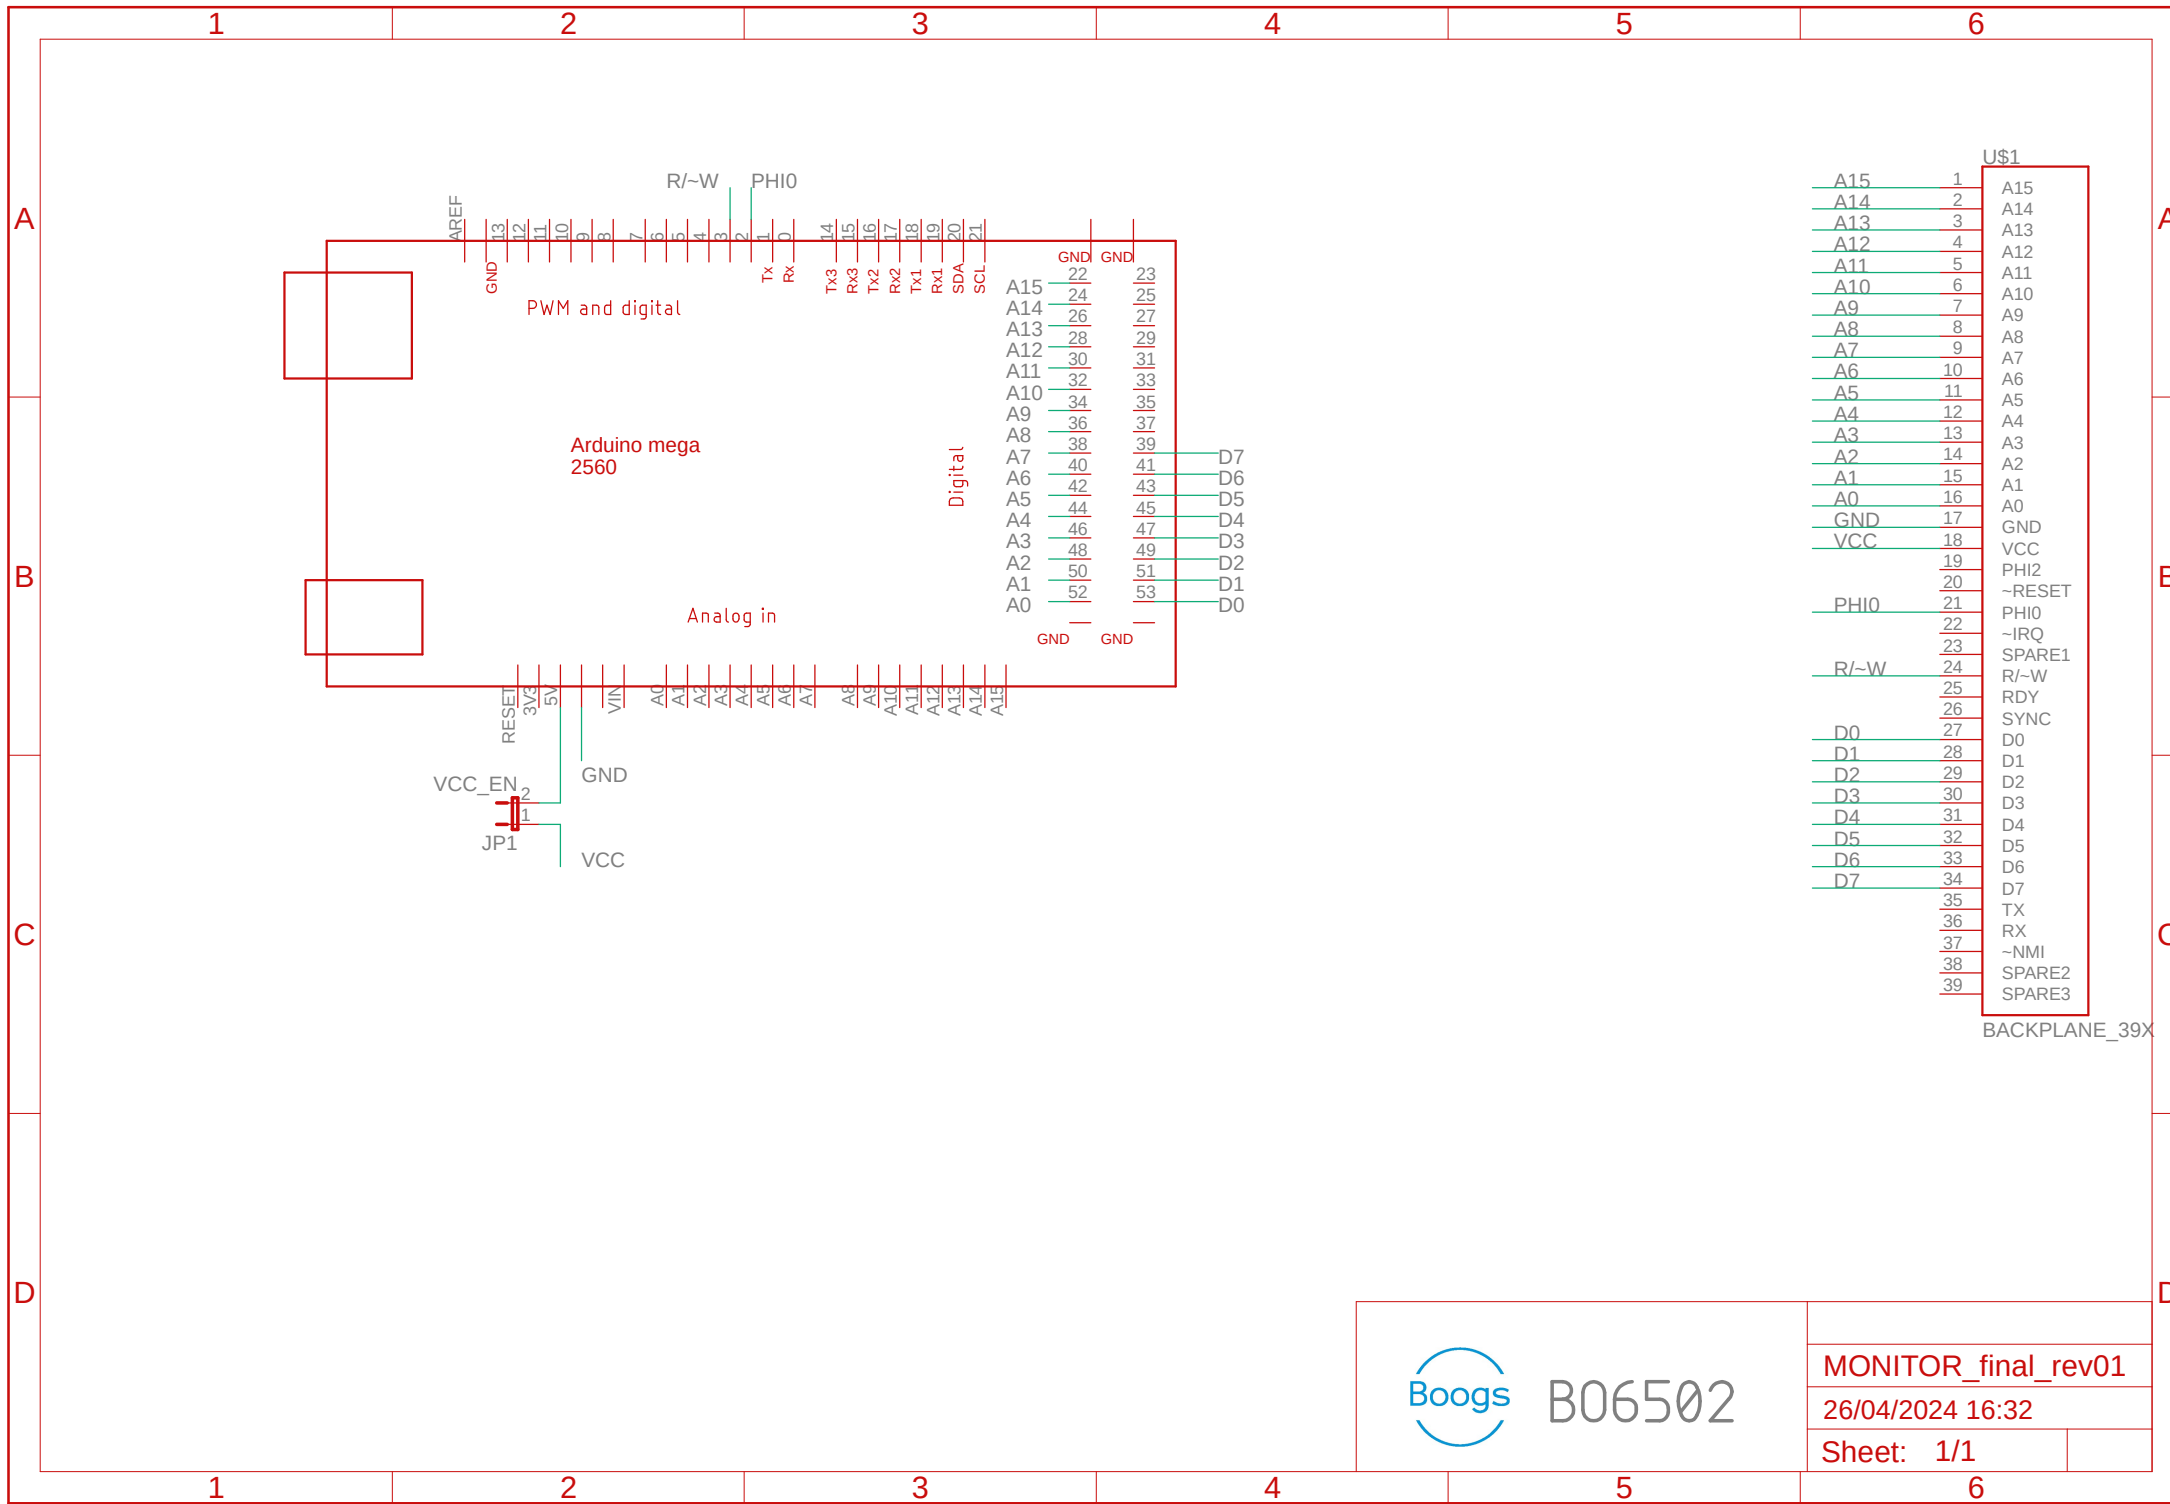 1 2 3 4 5 6
A
B
C
D
R/~W PHI0
AREF 13 12 11 10 9 8 7 6 5 4 3 2 1 0 14 15 16 17 18 19 20 21
GND Tx Rx Tx3 Rx3 Tx2 Rx2 Tx1 Rx1 SDA SCL
GND GND
PWM and digital
Arduino mega
2560
Digital
Analog in
A15 22 23
A14 24 25
A13 26 27
A12 28 29
A11 30 31
A10 32 33
A9 34 35
A8 36 37
A7 38 39 D7
A6 40 41 D6
A5 42 43 D5
A4 44 45 D4
A3 46 47 D3
A2 48 49 D2
A1 50 51 D1
A0 52 53 D0
GND GND
RESET 3V3 5V VIN A0 A1 A2 A3 A4 A5 A6 A7 A8 A9 A10 A11 A12 A13 A14 A15
GND
VCC_EN 2
1
JP1
VCC
U$1
A15 1 A15
A14 2 A14
A13 3 A13
A12 4 A12
A11 5 A11
A10 6 A10
A9 7 A9
A8 8 A8
A7 9 A7
A6 10 A6
A5 11 A5
A4 12 A4
A3 13 A3
A2 14 A2
A1 15 A1
A0 16 A0
GND 17 GND
VCC 18 VCC
19 PHI2
20 ~RESET
PHI0 21 PHI0
22 ~IRQ
23 SPARE1
R/~W 24 R/~W
25 RDY
26 SYNC
D0 27 D0
D1 28 D1
D2 29 D2
D3 30 D3
D4 31 D4
D5 32 D5
D6 33 D6
D7 34 D7
35 TX
36 RX
37 ~NMI
38 SPARE2
39 SPARE3
BACKPLANE_39X
A
B
C
D
Boogs BO6502
MONITOR_final_rev01
26/04/2024 16:32
Sheet: 1/1
1 2 3 4 5 6